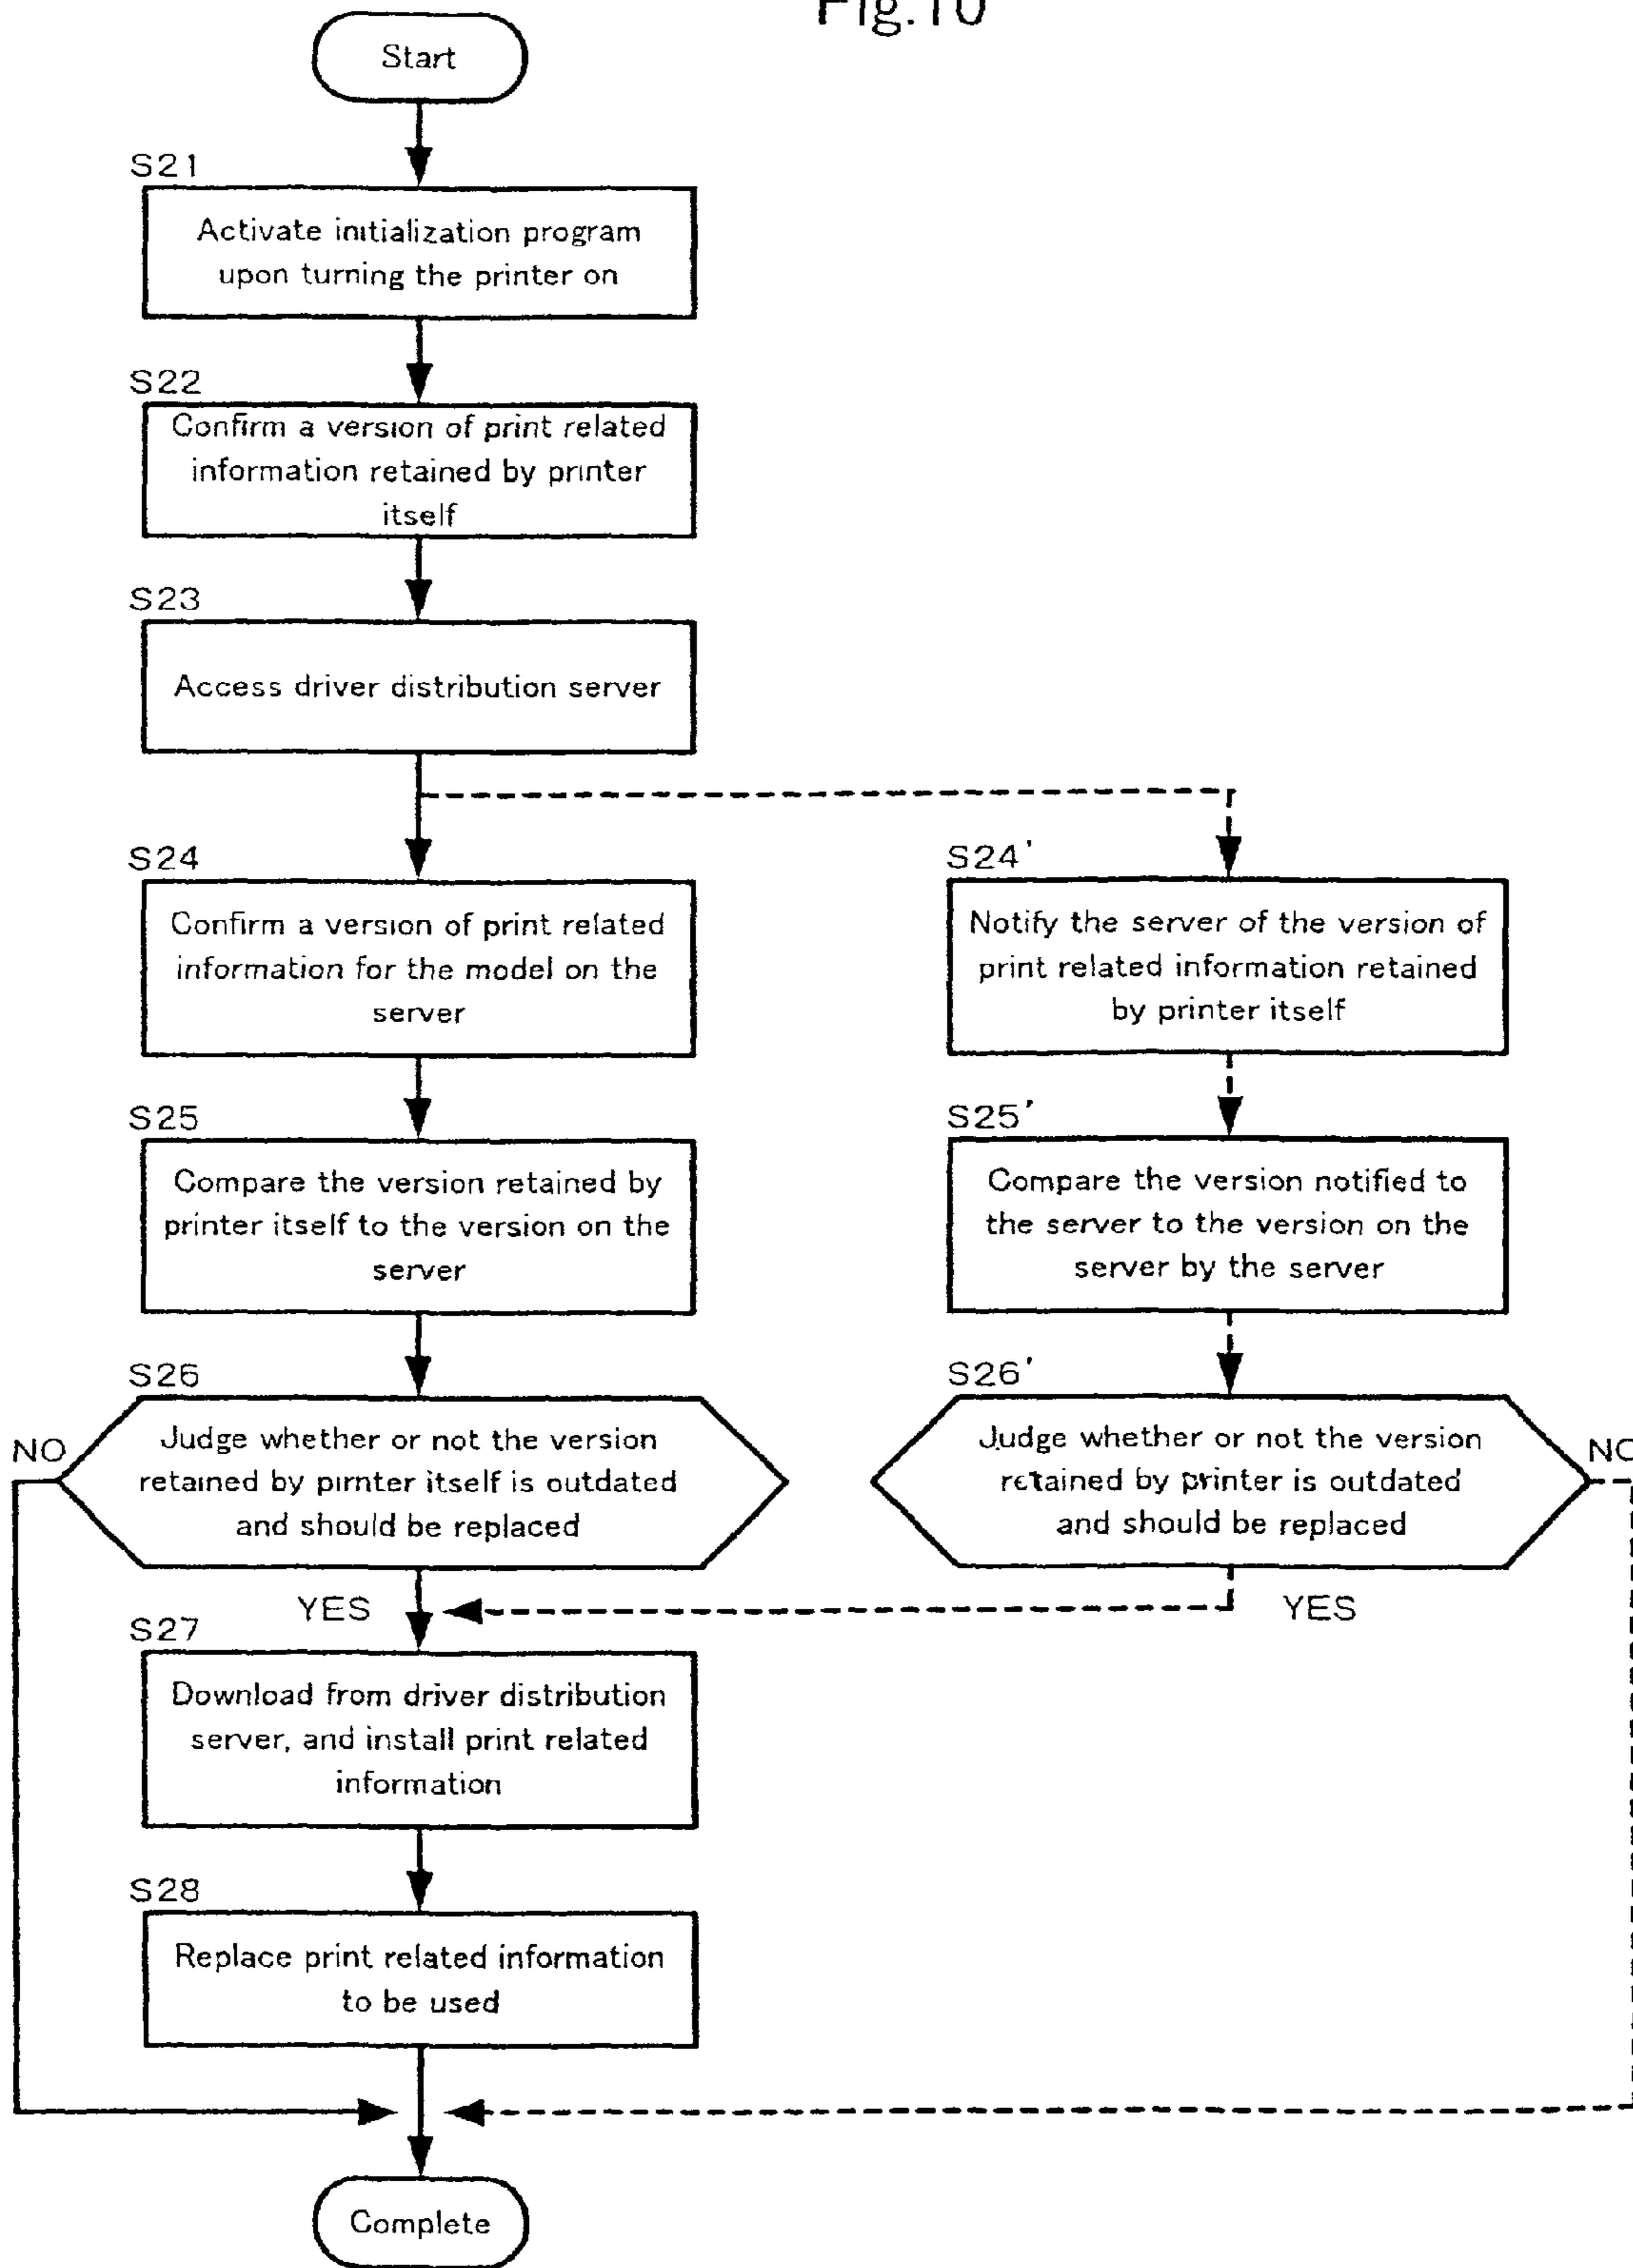 Fig.10
Start
S21
Activate initialization program
upon turning the printer on
S22
Confirm a version of print related
information retained by printer
itself
S23
Access driver distribution server
S24
Confirm a version of print related
information for the model on the
server
S24'
Notify the server of the version of
print related information retained
by printer itself
S25
Compare the version retained by
printer itself to the version on the
server
S25'
Compare the version notified to
the server to the version on the
server by the server
S26
NO
Judge whether or not the version
retained by pirnter itself is outdated
and should be replaced
YES
S26'
Judge whether or not the version
retained by printer is outdated
and should be replaced
NO
YES
S27
Download from driver distribution
server, and install print related
information
S28
Replace print related information
to be used
Complete